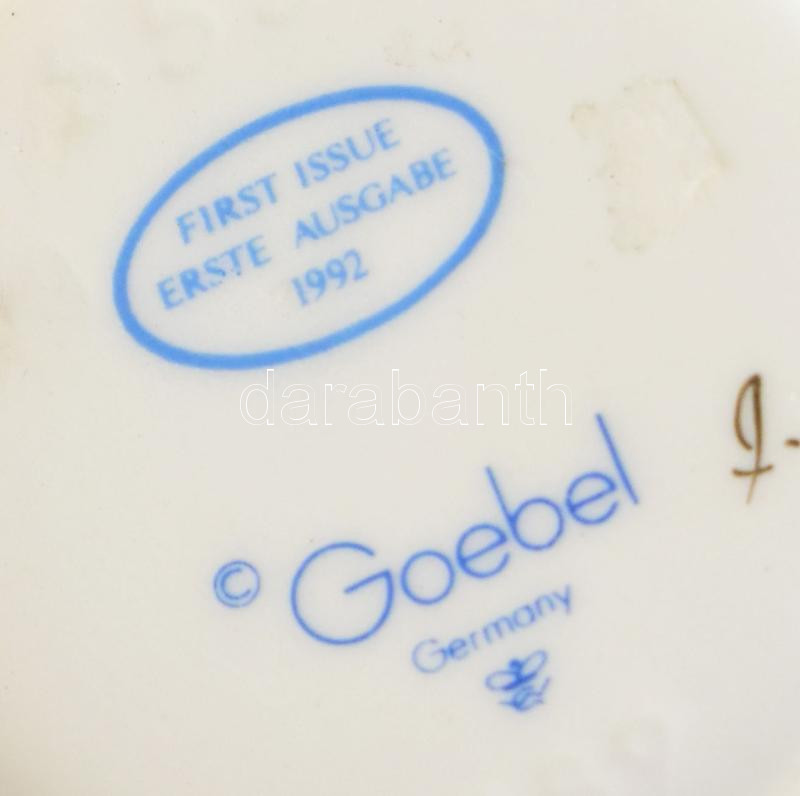 FIRST ISSUE
ERSTE AUSGABE
1992
darabanth
© Goebel
Germany